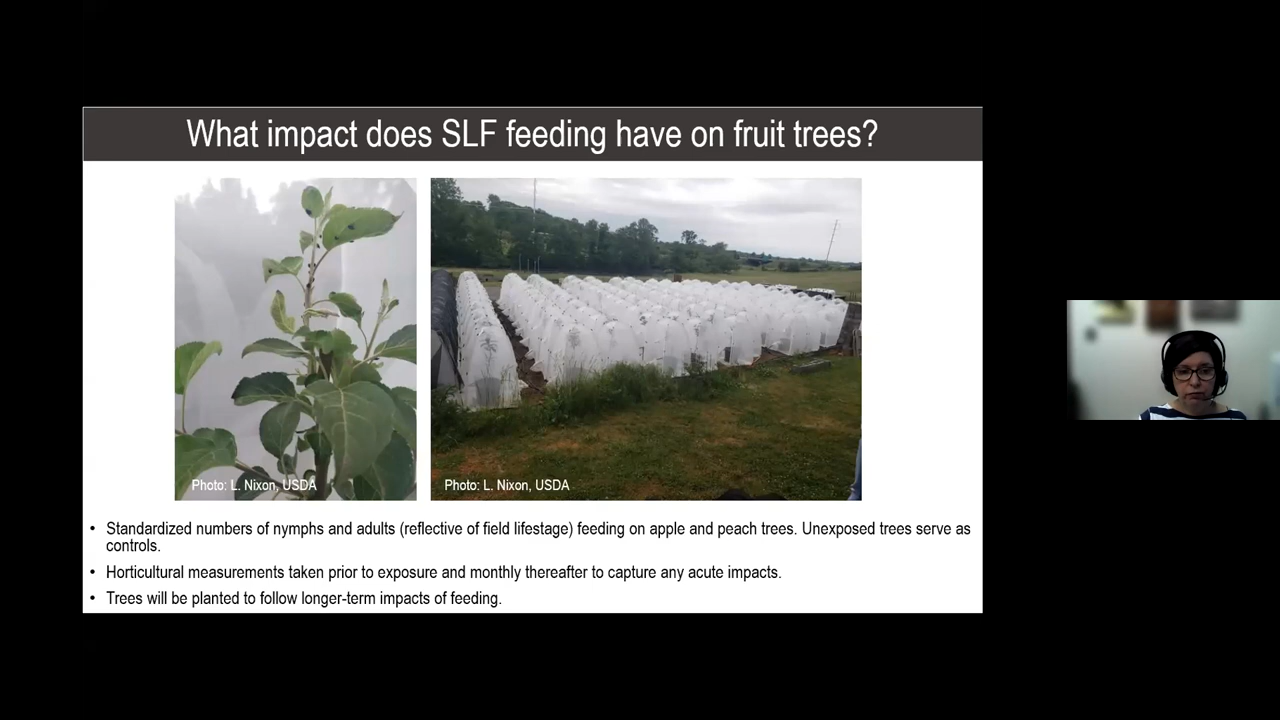 What impact does SLF feeding have on fruit trees?
Photo: L. Nixon, USDA
Photo: L. Nixon, USDA
• Standardized numbers of nymphs and adults (reflective of field lifestage) feeding on apple and peach trees. Unexposed trees serve as
controls.
• Horticultural measurements taken prior to exposure and monthly thereafter to capture any acute impacts.
• Trees will be planted to follow longer-term impacts of feeding.